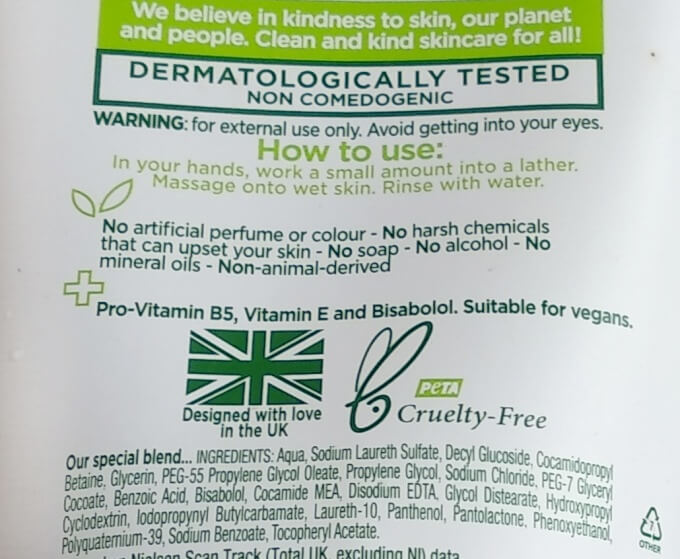 We believe in kindness to skin, our planet
and people. Clean and kind skincare for all!
DERMATOLOGICALLY TESTED
NON COMEDOGENIC
WARNING: for external use only. Avoid getting into your eyes.
How to use:
In your hands, work a small amount into a lather.
Massage onto wet skin. Rinse with water.
No artificial perfume or colour - No harsh chemicals
that can upset your skin - No soap - No alcohol - No
mineral oils - Non-animal-derived
Pro-Vitamin B5, Vitamin E and Bisabolol. Suitable for vegans.
Designed with love
in the UK
PETA
Cruelty-Free
Our special blend... INGREDIENTS: Aqua, Sodium Laureth Sulfate, Decyl Glucoside, Cocamidopropyl
Betaine, Glycerin, PEG-55 Propylene Glycol Oleate, Propylene Glycol, Sodium Chloride, PEG-7 Glyceryl
Cocoate, Benzoic Acid, Bisabolol, Cocamide MEA, Disodium EDTA, Glycol Distearate, Hydroxypropyl
Cyclodextrin, Iodopropynyl Butylcarbamate, Laureth-10, Panthenol, Pantolactone, Phenoxyethanol,
Polyquaternium-39, Sodium Benzoate, Tocopheryl Acetate.
7
OTHER
Scan Track (Total UK, excluding NI) data